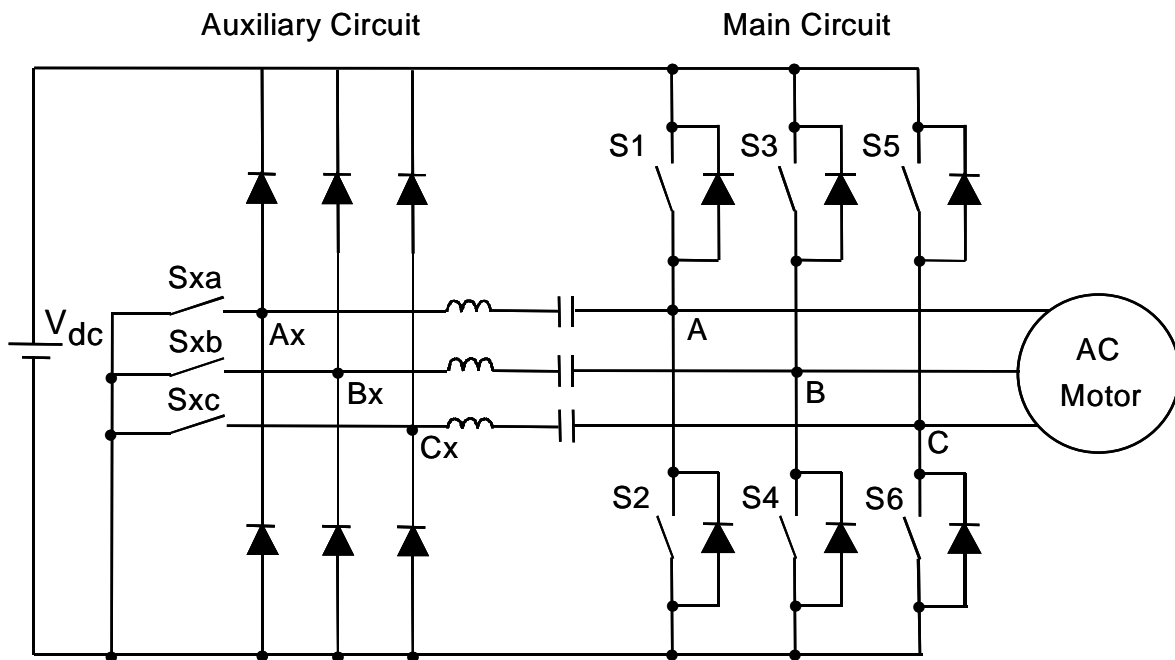 Auxiliary Circuit
Main Circuit
S1
S3
S5
Sxa
Vdc
Ax
A
Sxb
Bx
B
AC
Motor
Sxc
Cx
C
S2
S4
S6